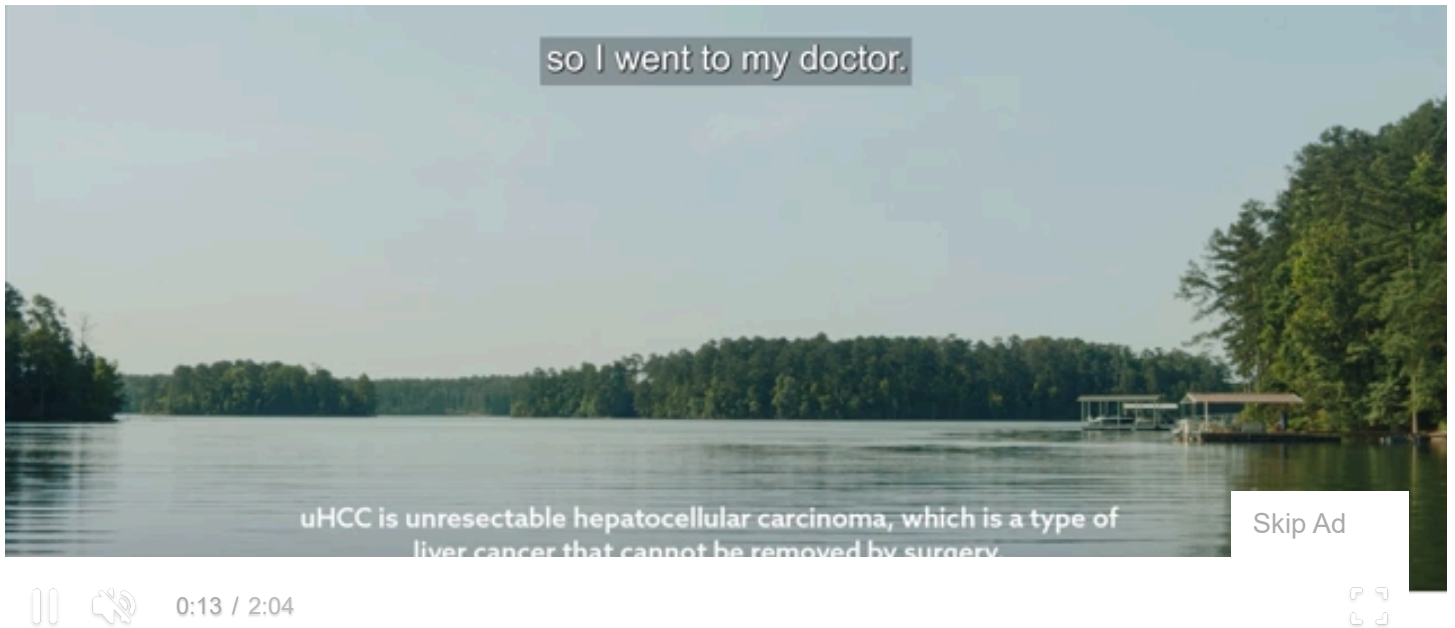 so I went to my doctor.
uHCC is unresectable hepatocellular carcinoma, which is a type of
liver cancer that cannot be removed by surgery.
Skip Ad
0:13 / 2:04